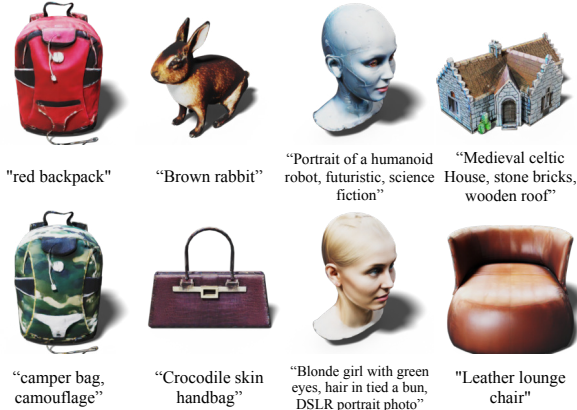 "red backpack"
“Brown rabbit”
“Portrait of a humanoid
robot, futuristic, science
fiction”
“Medieval celtic
House, stone bricks,
wooden roof”
“camper bag,
camouflage”
“Crocodile skin
handbag”
“Blonde girl with green
eyes, hair in tied a bun,
DSLR portrait photo”
"Leather lounge
chair"